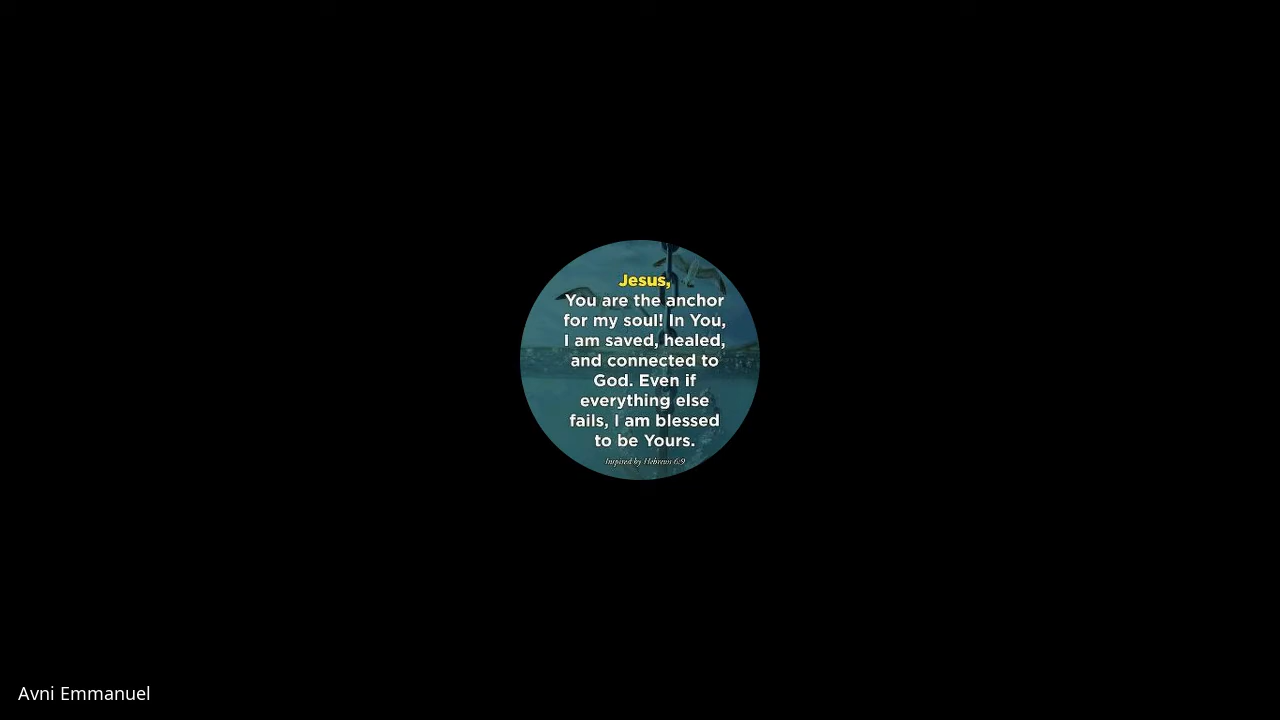 Jesus,
You are the anchor
for my soul! In You,
I am saved, healed,
and connected to
God. Even if
everything else
fails, I am blessed
to be Yours.
Inspired by Hebrews 6:9
Avni Emmanuel